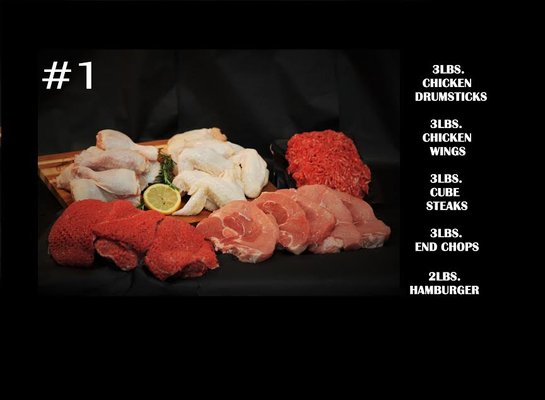 #1
3LBS.
CHICKEN
DRUMSTICKS
3LBS.
CHICKEN
WINGS
3LBS.
CUBE
STEAKS
3LBS.
END CHOPS
2LBS.
HAMBURGER